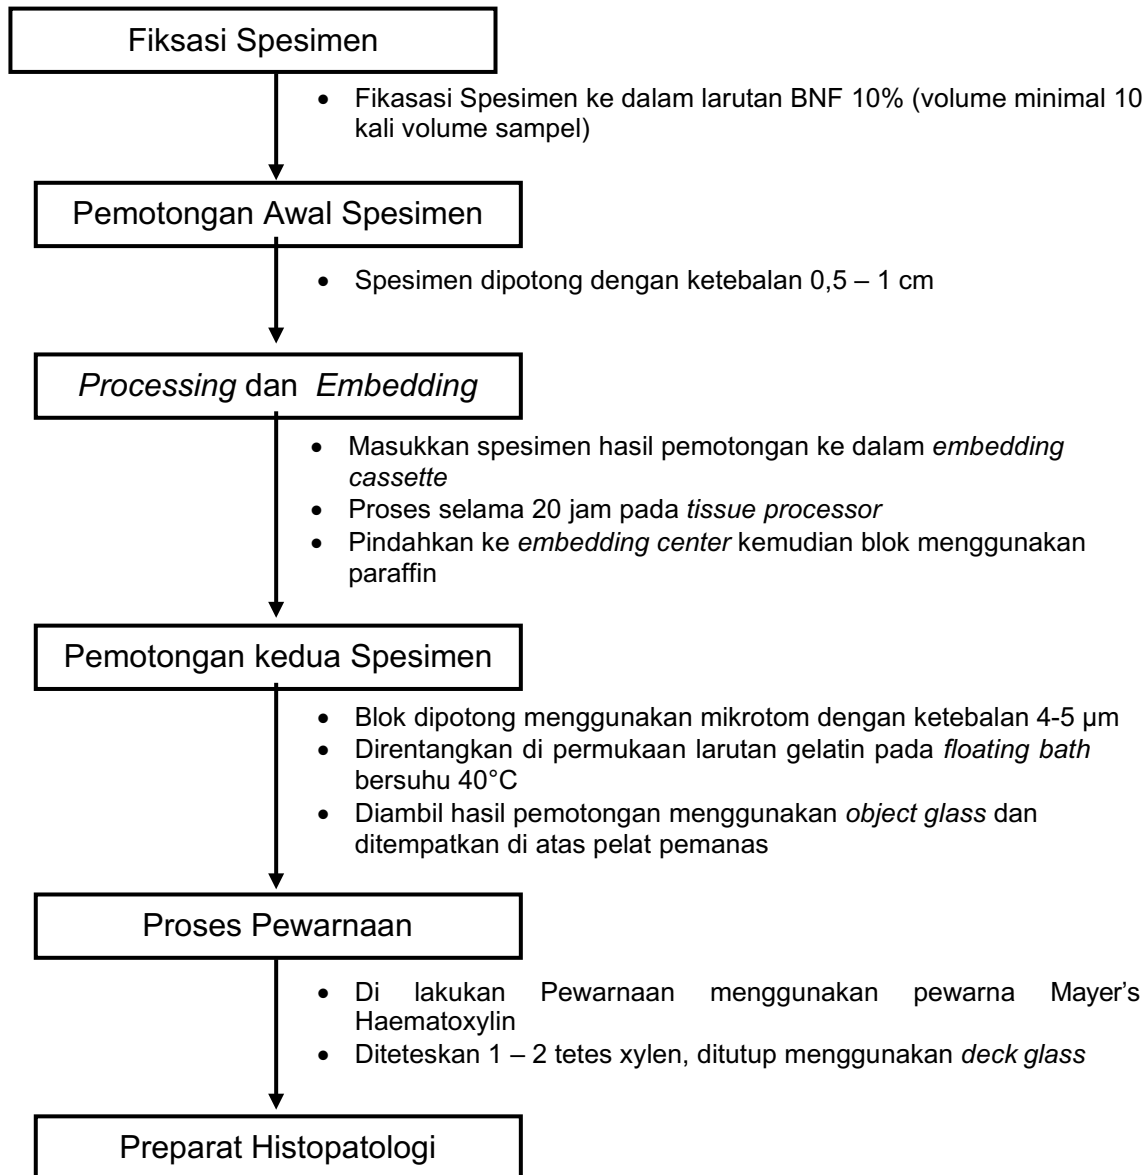 Fiksasi Spesimen
• Fikasasi Spesimen ke dalam larutan BNF 10% (volume minimal 10
kali volume sampel)
Pemotongan Awal Spesimen
• Spesimen dipotong dengan ketebalan 0,5 – 1 cm
Processing dan Embedding
• Masukkan spesimen hasil pemotongan ke dalam embedding
cassette
• Proses selama 20 jam pada tissue processor
• Pindahkan ke embedding center kemudian blok menggunakan
paraffin
Pemotongan kedua Spesimen
• Blok dipotong menggunakan mikrotom dengan ketebalan 4-5 µm
• Direntangkan di permukaan larutan gelatin pada floating bath
bersuhu 40°C
• Diambil hasil pemotongan menggunakan object glass dan
ditempatkan di atas pelat pemanas
Proses Pewarnaan
• Di lakukan Pewarnaan menggunakan pewarna Mayer’s
Haematoxylin
• Diteteskan 1 – 2 tetes xylen, ditutup menggunakan deck glass
Preparat Histopatologi